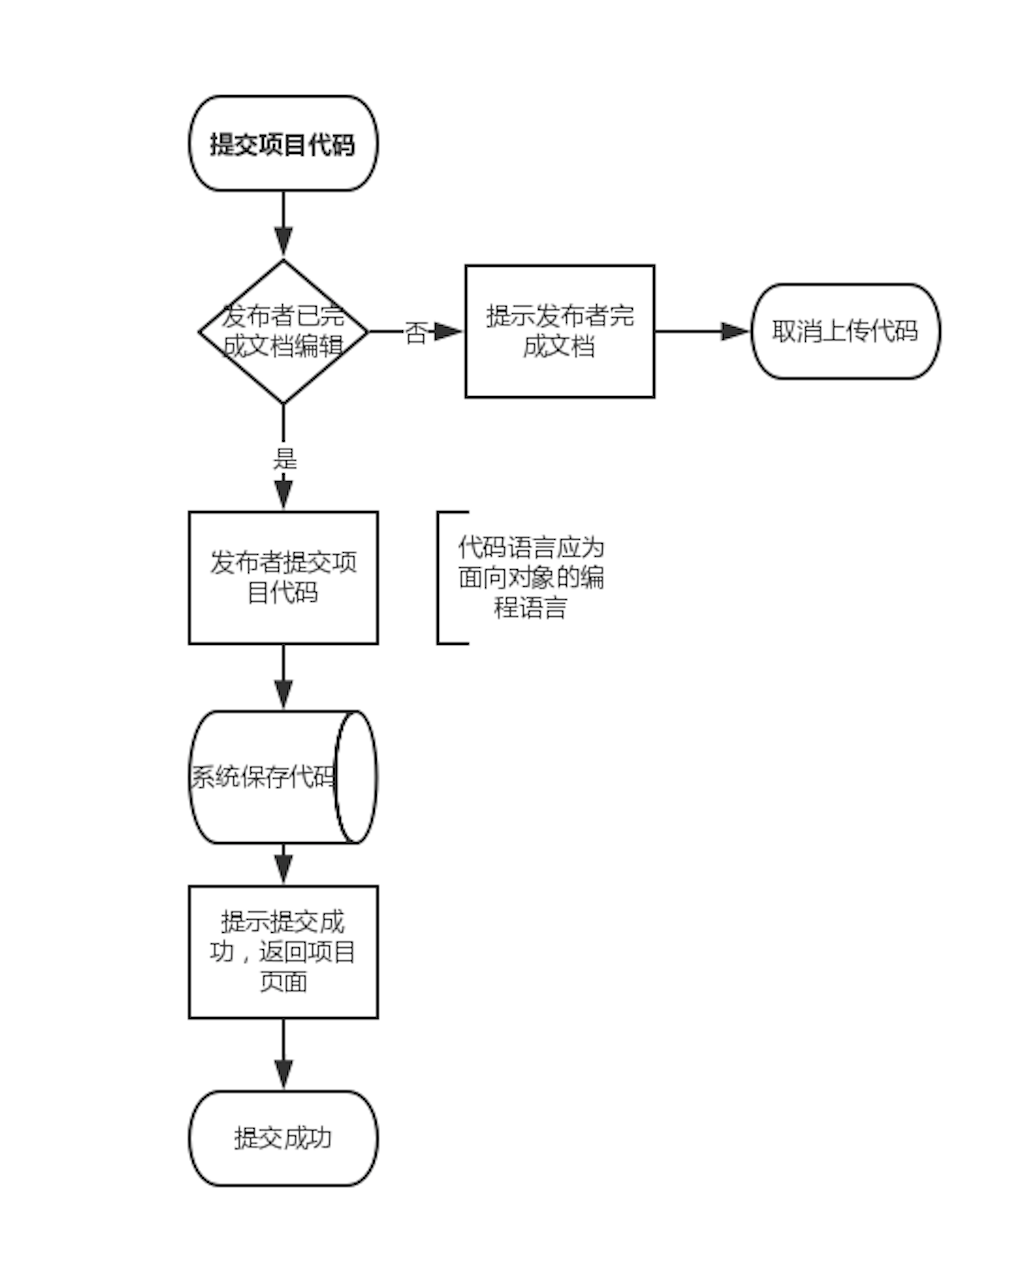 提交项目代码
发布者已完
成文档编辑
否
提示发布者完
成文档
取消上传代码
是
发布者提交项
目代码
代码语言应为
面向对象的编
程语言
系统保存代码
提示提交成
功，返回项目
页面
提交成功